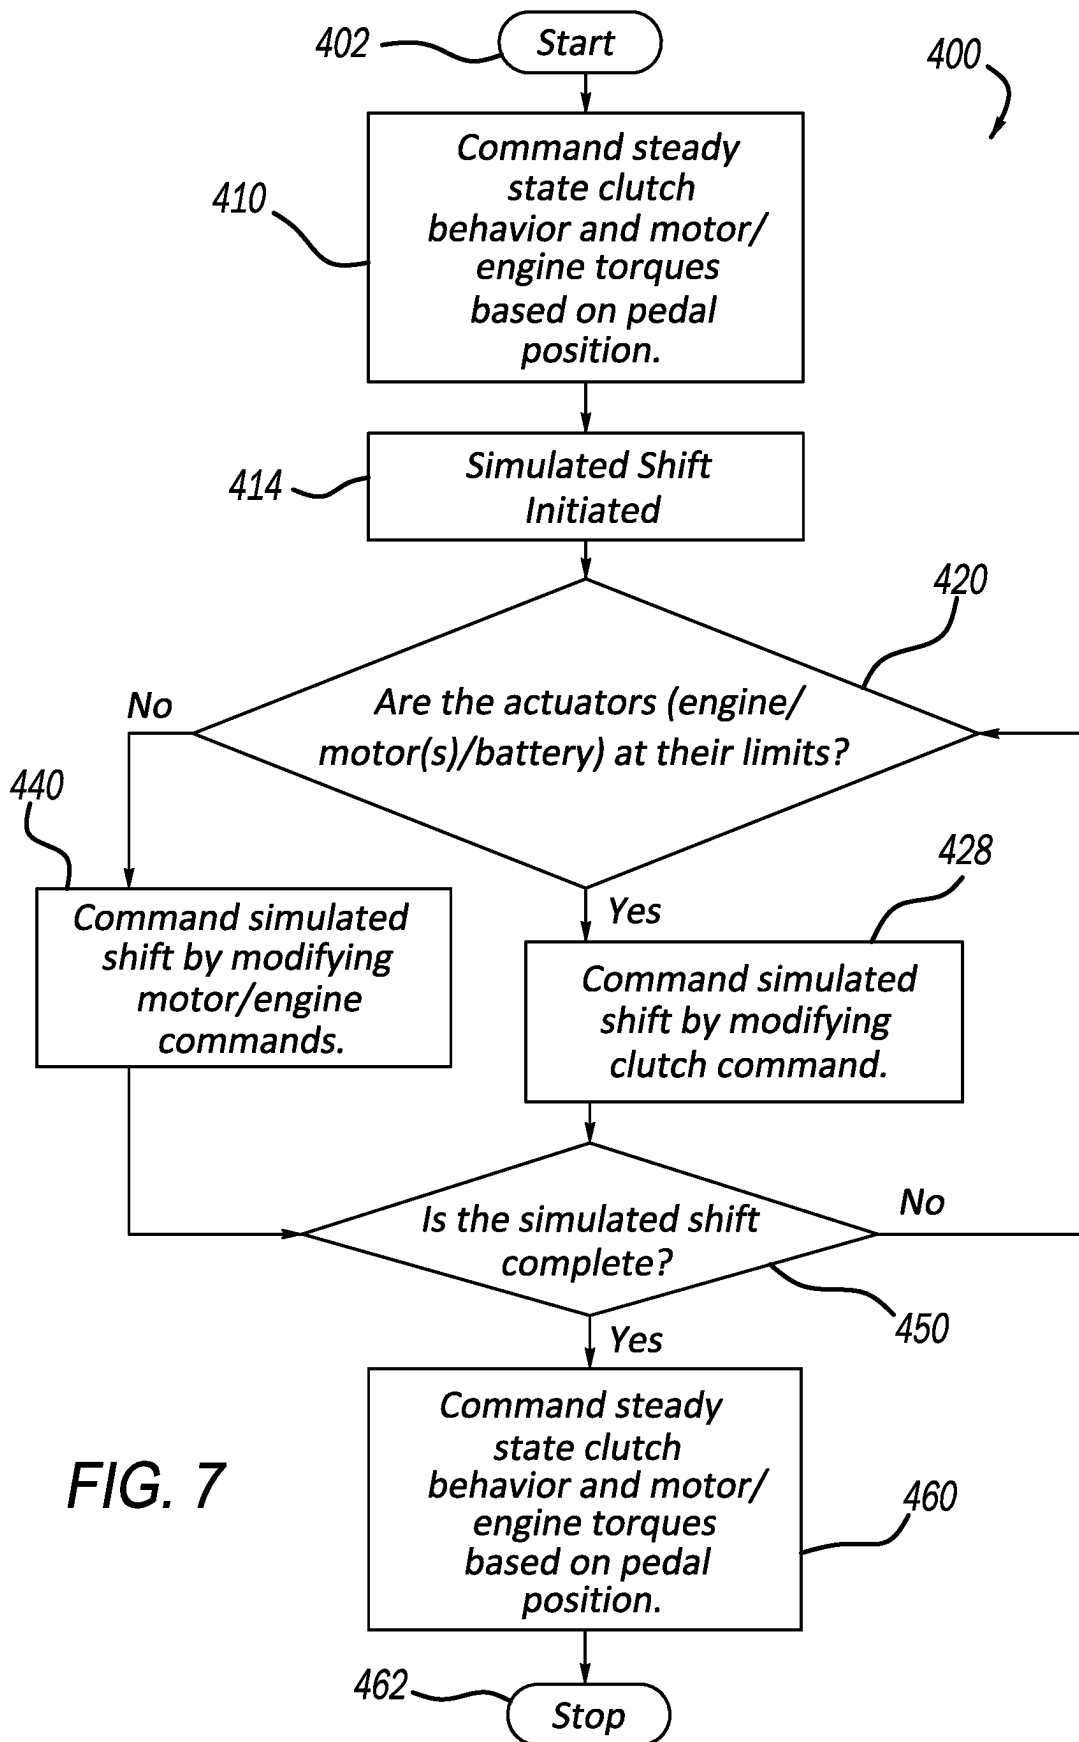 402
Start
400
410
Command steady
state clutch
behavior and motor/
engine torques
based on pedal
position.
414
Simulated Shift
Initiated
420
No
Are the actuators (engine/
motor(s)/battery) at their limits?
440
428
Yes
Command simulated
shift by modifying
motor/engine
commands.
Command simulated
shift by modifying
clutch command.
No
Is the simulated shift
complete?
450
Yes
Command steady
state clutch
behavior and motor/
engine torques
based on pedal
position.
FIG. 7
460
462
Stop